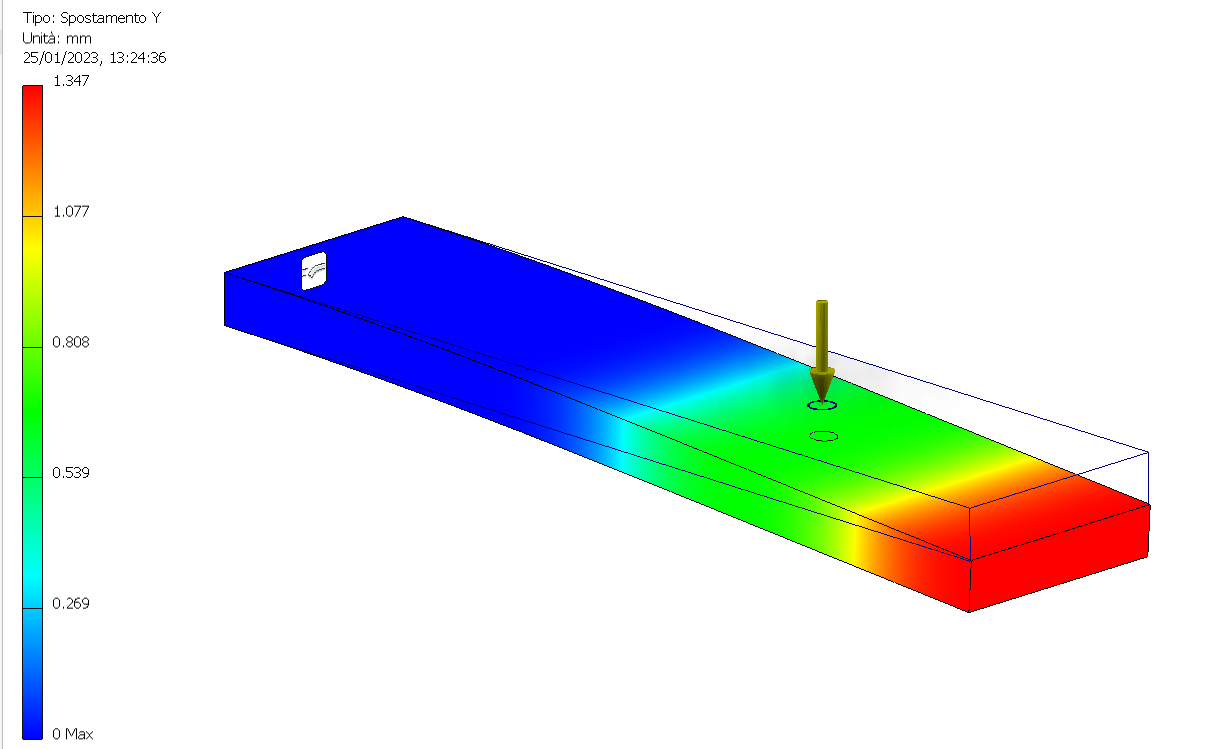 Tipo: Spostamento Y
Unità: mm
25/01/2023, 13:24:36
1.347
1.077
0.808
0.539
0.269
0 Max